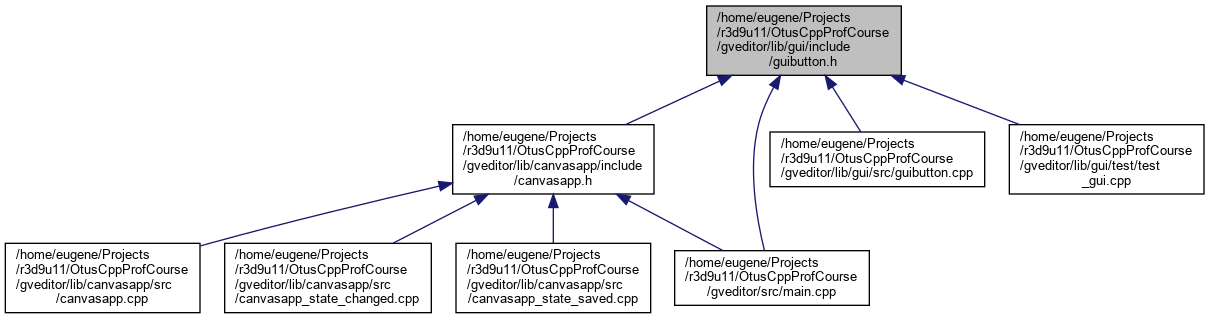 /home/eugene/Projects
/r3d9u11/OtusCppProfCourse
/gveditor/lib/gui/include
/guibutton.h
/home/eugene/Projects
/r3d9u11/OtusCppProfCourse
/gveditor/lib/canvasapp/include
/canvasapp.h
/home/eugene/Projects
/r3d9u11/OtusCppProfCourse
/gveditor/lib/gui/src/guibutton.cpp
/home/eugene/Projects
/r3d9u11/OtusCppProfCourse
/gveditor/lib/gui/test/test
_gui.cpp
/home/eugene/Projects
/r3d9u11/OtusCppProfCourse
/gveditor/lib/canvasapp/src
/canvasapp.cpp
/home/eugene/Projects
/r3d9u11/OtusCppProfCourse
/gveditor/lib/canvasapp/src
/canvasapp_state_changed.cpp
/home/eugene/Projects
/r3d9u11/OtusCppProfCourse
/gveditor/lib/canvasapp/src
/canvasapp_state_saved.cpp
/home/eugene/Projects
/r3d9u11/OtusCppProfCourse
/gveditor/src/main.cpp